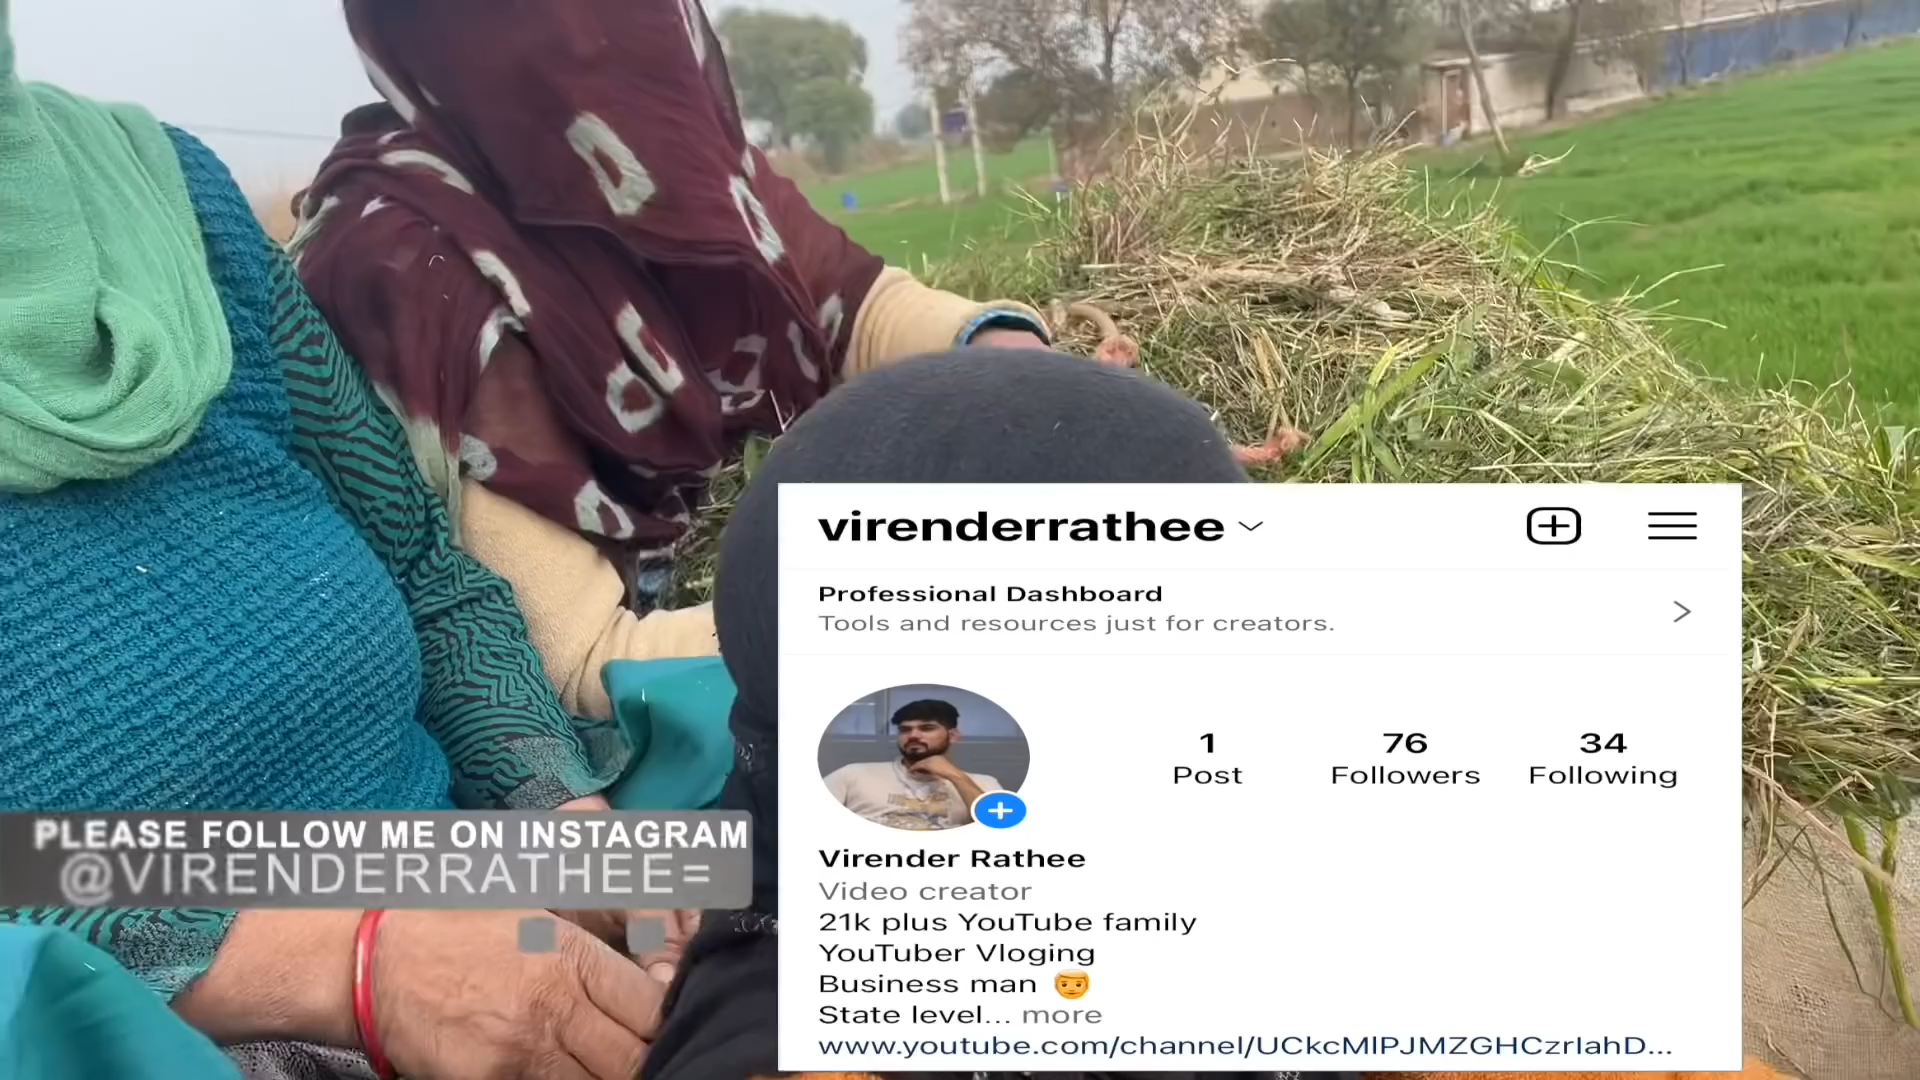 PLEASE FOLLOW ME ON INSTAGRAM
@VIRENDERRATHEE=
virenderrathee
Professional Dashboard
Tools and resources just for creators.
1
Post
76
Followers
34
Following
Virender Rathee
Video creator
21k plus YouTube family
YouTuber Vloging
Business man 👨‍🦰
State level... more
www.youtube.com/channel/UCkcMlPJMZGHCzrlahD...